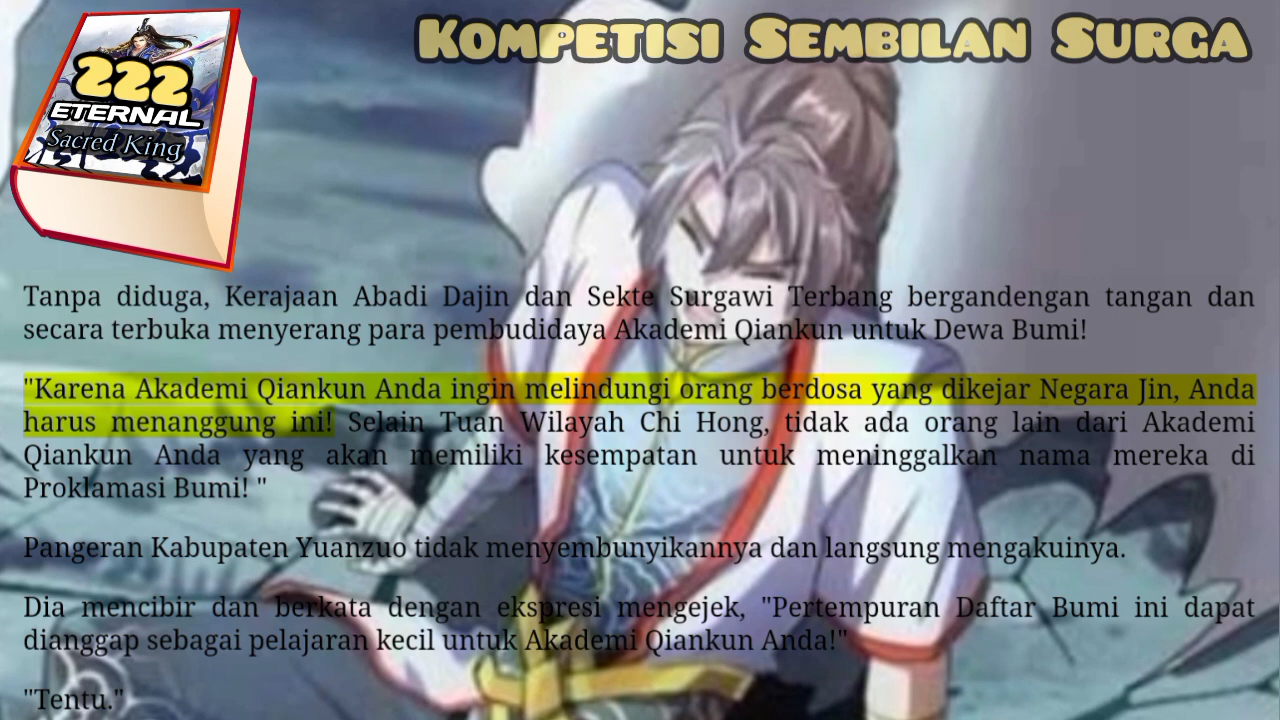 Kompetisi Sembilan Surga
222
ETERNAL
Sacred King
Tanpa diduga, Kerajaan Abadi Dajin dan Sekte Surgawi Terbang bergandengan tangan dan
secara terbuka menyerang para pembudidaya Akademi Qiankun untuk Dewa Bumi!
"Karena Akademi Qiankun Anda ingin melindungi orang berdosa yang dikejar Negara Jin, Anda
harus menanggung ini! Selain Tuan Wilayah Chi Hong, tidak ada orang lain dari Akademi
Qiankun Anda yang akan memiliki kesempatan untuk meninggalkan nama mereka di
Proklamasi Bumi! "
Pangeran Kabupaten Yuanzuo tidak menyembunyikannya dan langsung mengakuinya.
Dia mencibir dan berkata dengan ekspresi mengejek, "Pertempuran Daftar Bumi ini dapat
dianggap sebagai pelajaran kecil untuk Akademi Qiankun Anda!"
"Tentu."